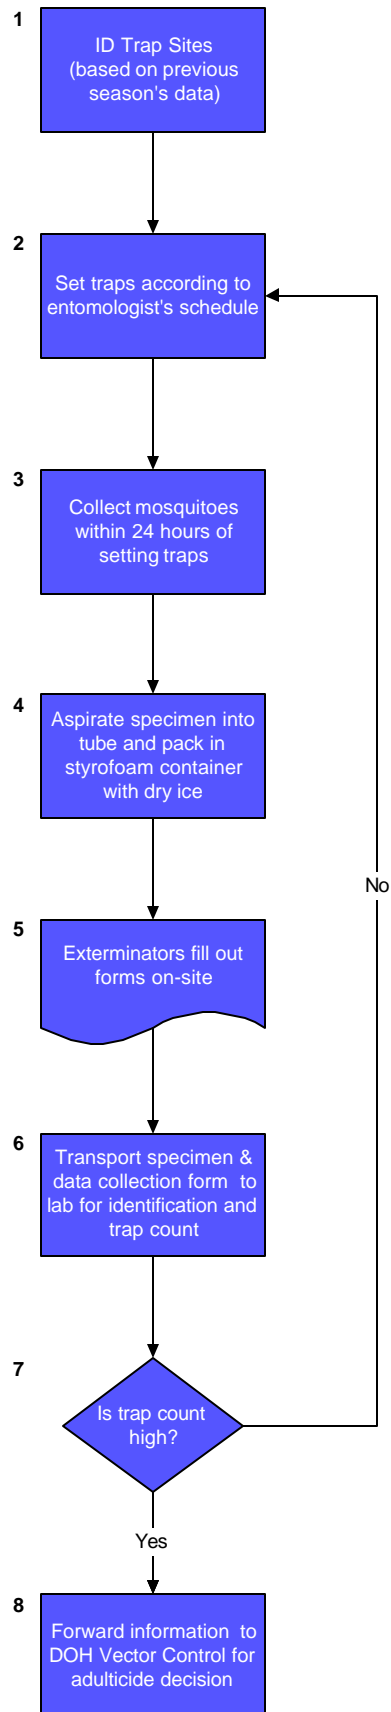 1
ID Trap Sites
(based on previous
season's data)
2
Set traps according to
entomologist's schedule
3
Collect mosquitoes
within 24 hours of
setting traps
4
Aspirate specimen into
tube and pack in
styrofoam container
with dry ice
5
Exterminators fill out
forms on-site
6
Transport specimen &
data collection form to
lab for identification and
trap count
7
Is trap count
high?
No
Yes
8
Forward information to
DOH Vector Control for
adulticide decision